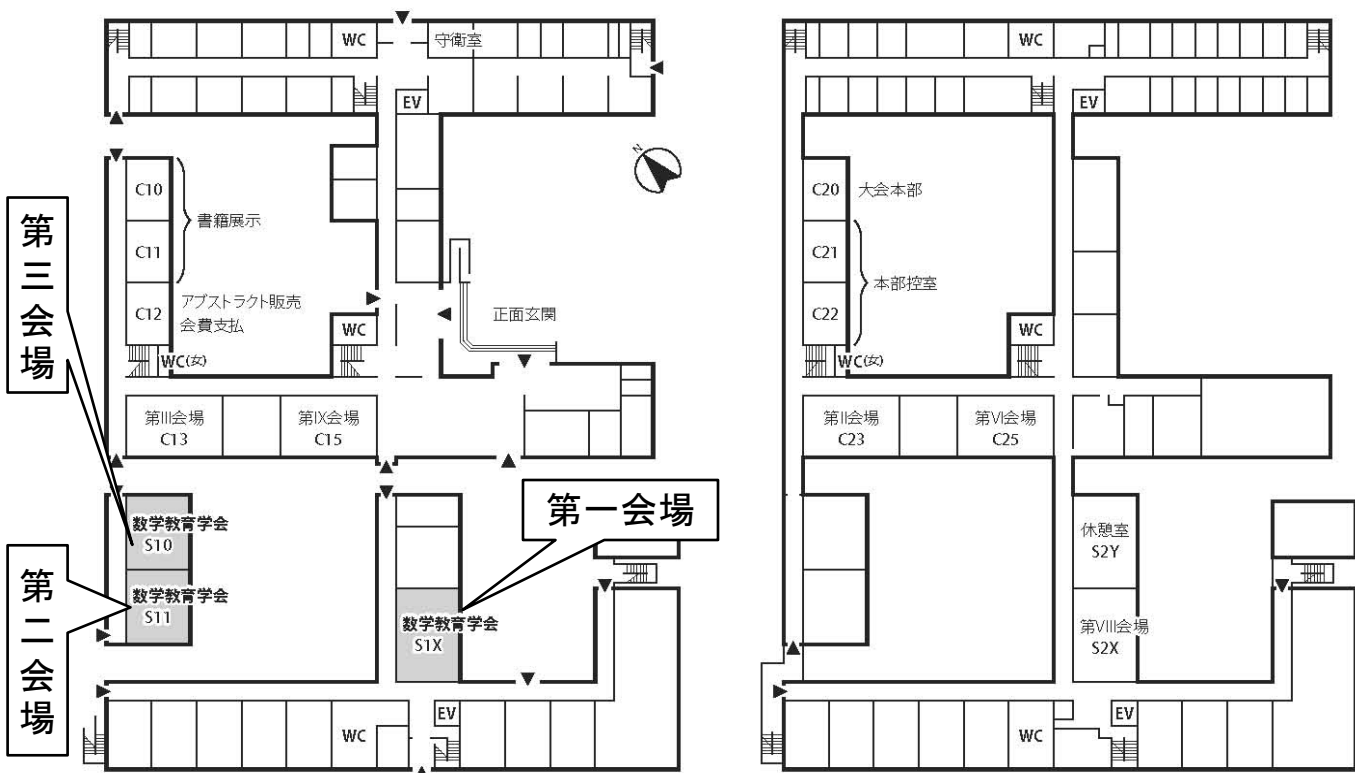 WC
守衛室
EV
N
C10
書籍展示
C11
C12
アブストラクト販売
会費支払
WC(女)
WC
正面玄関
第III会場
C13
第IX会場
C15
第三会場
数学教育学会
S10
第二会場
数学教育学会
S11
第一会場
数学教育学会
S1X
EV
WC
WC
EV
C20
大会本部
C21
本部控室
C22
WC
WC(女)
第II会場
C23
第VI会場
C25
休憩室
S2Y
第VIII会場
S2X
EV
WC